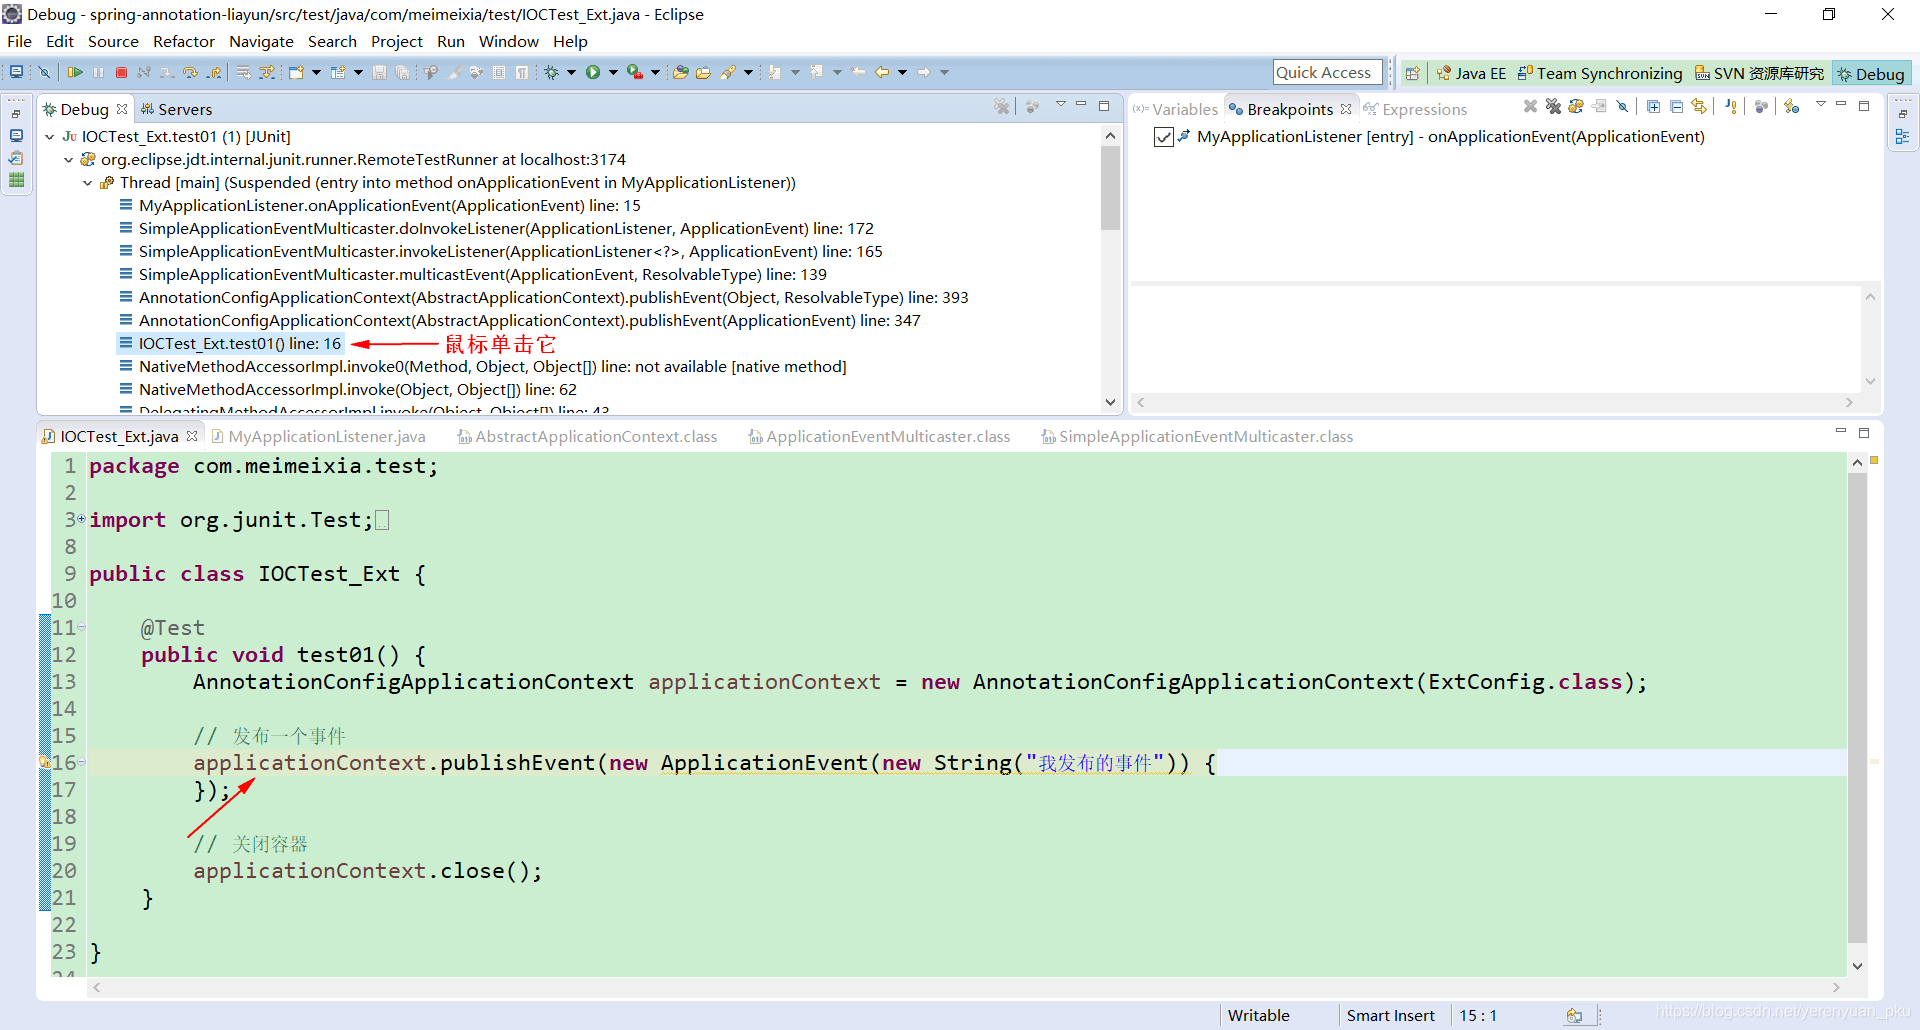 Debug - spring-annotation-liayun/src/test/java/com/meimeixia/test/IOCTest_Ext.java - Eclipse
File Edit Source Refactor Navigate Search Project Run Window Help
Quick Access Java EE Team Synchronizing SVN 资源库研究 Debug
Debug Servers
IOCTest_Ext.test01 (1) [JUnit]
org.eclipse.jdt.internal.junit.runner.RemoteTestRunner at localhost:3174
Thread [main] (Suspended (entry into method onApplicationEvent in MyApplicationListener))
MyApplicationListener.onApplicationEvent(ApplicationEvent) line: 15
SimpleApplicationEventMulticaster.doInvokeListener(ApplicationListener, ApplicationEvent) line: 172
SimpleApplicationEventMulticaster.invokeListener(ApplicationListener<?>, ApplicationEvent) line: 165
SimpleApplicationEventMulticaster.multicastEvent(ApplicationEvent, ResolvableType) line: 139
AnnotationConfigApplicationContext(AbstractApplicationContext).publishEvent(Object, ResolvableType) line: 393
AnnotationConfigApplicationContext(AbstractApplicationContext).publishEvent(ApplicationEvent) line: 347
IOCTest_Ext.test01() line: 16 鼠标单击它
NativeMethodAccessorImpl.invoke0(Method, Object, Object[]) line: not available [native method]
NativeMethodAccessorImpl.invoke(Object, Object[]) line: 62
DelegatingMethodAccessorImpl.invoke(Object, Object[]) line: 43
Variables Breakpoints Expressions
MyApplicationListener [entry] - onApplicationEvent(ApplicationEvent)
IOCTest_Ext.java MyApplicationListener.java AbstractApplicationContext.class ApplicationEventMulticaster.class SimpleApplicationEventMulticaster.class
1 package com.meimeixia.test;
2
3 import org.junit.Test;
8
9 public class IOCTest_Ext {
10
11 @Test
12 public void test01() {
13 AnnotationConfigApplicationContext applicationContext = new AnnotationConfigApplicationContext(ExtConfig.class);
14
15 // 发布一个事件
16 applicationContext.publishEvent(new ApplicationEvent(new String("我发布的事件")) {
17 });
18
19 // 关闭容器
20 applicationContext.close();
21 }
22
23 }
24
Writable Smart Insert 15 : 1
https://blog.csdn.net/yerenyuan_pku